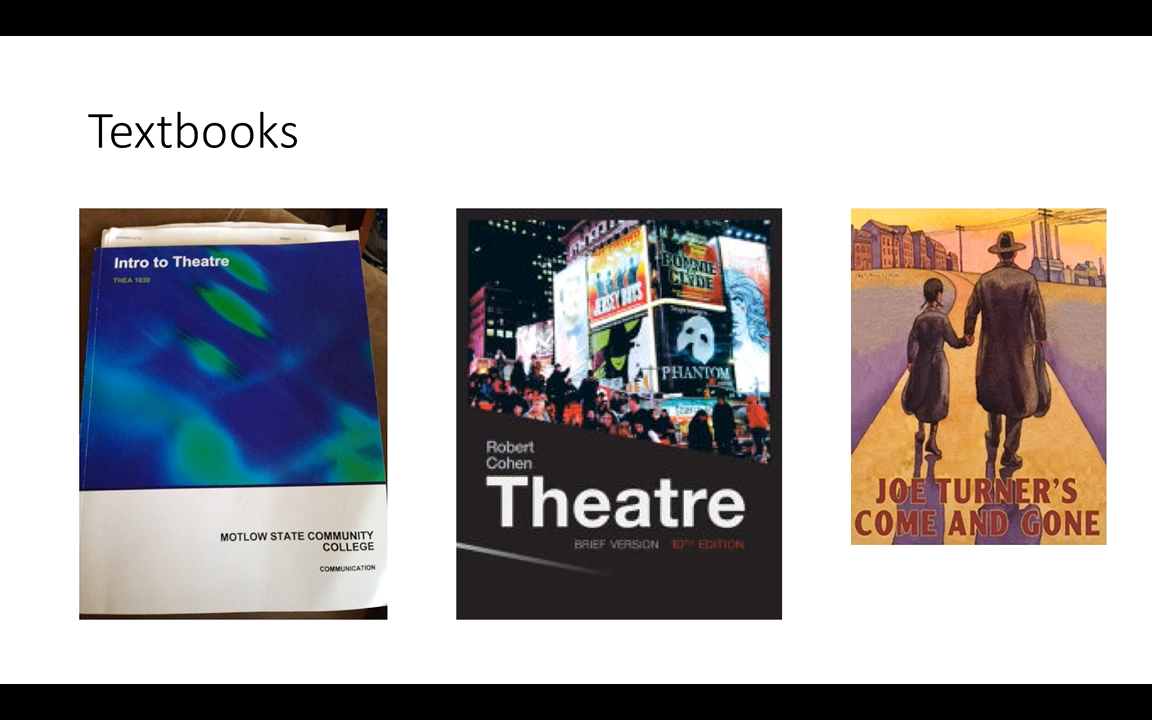 Textbooks
Intro to Theatre
THEA 1030
MOTLOW STATE COMMUNITY
COLLEGE
COMMUNICATION
JERSEY BOYS
BONNIE
CLYDE
PHANTOM
Robert
Cohen
Theatre
BRIEF VERSION 10TH EDITION
JOE TURNER'S
COME AND GONE